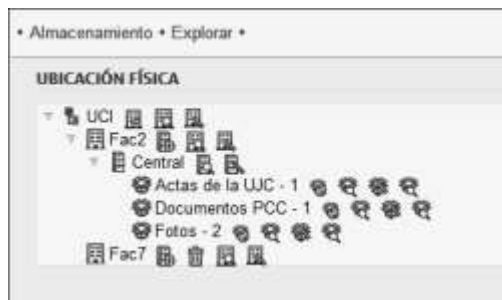 • Almacenamiento • Explorar •
UBICACIÓN FÍSICA
UCI
Fac2
Central
Actas de la UJC - 1
Documentos PCC - 1
Fotos - 2
Fac7